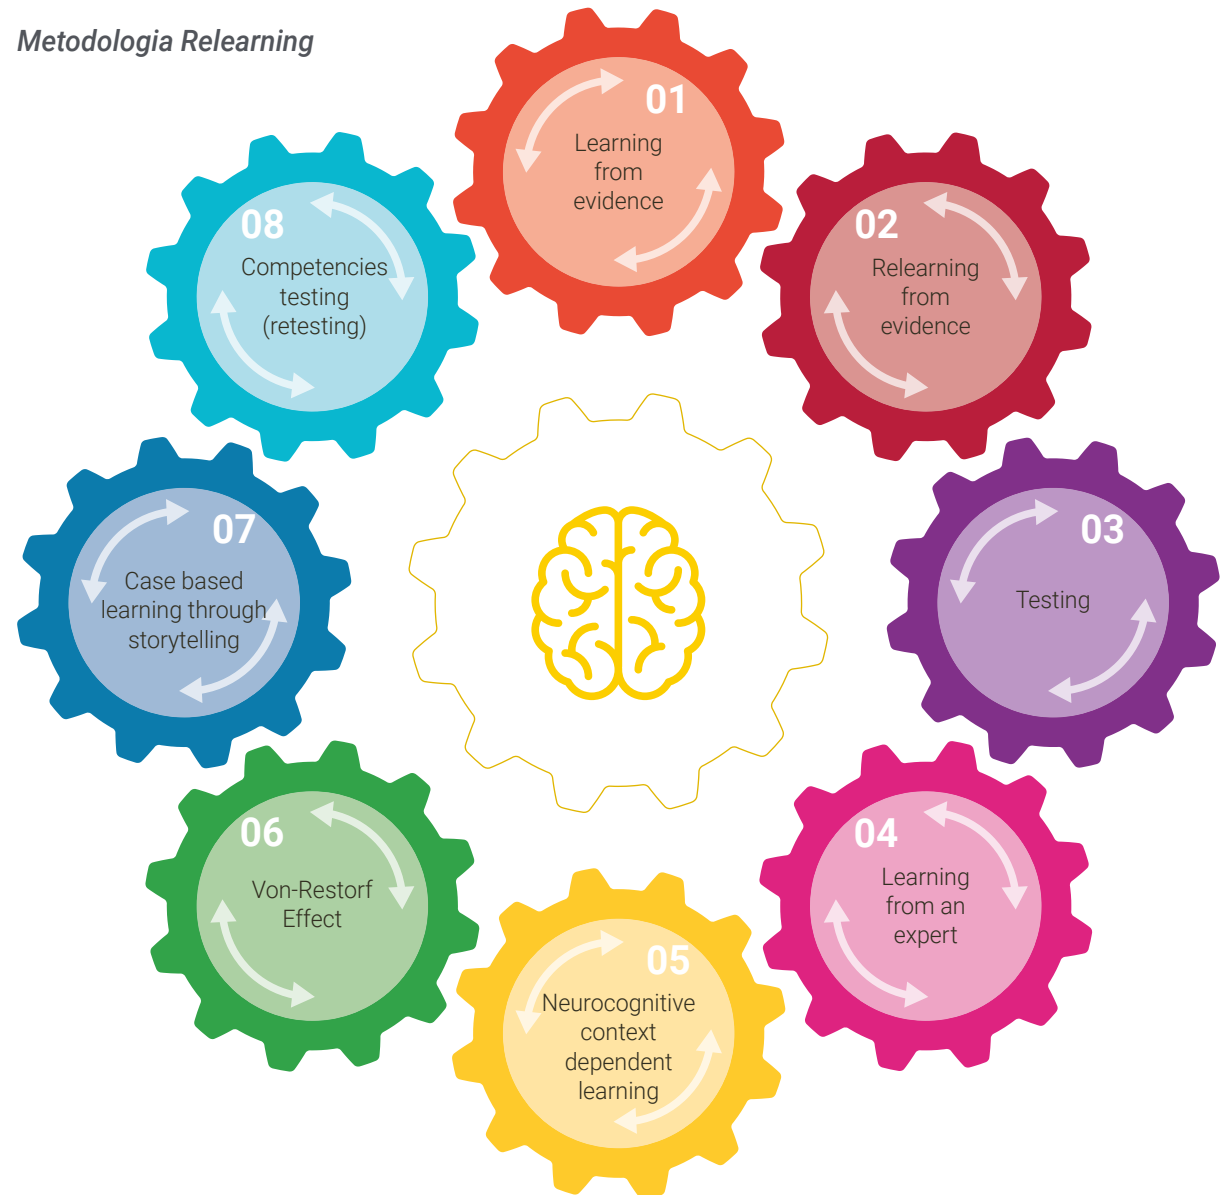 Metodologia Relearning
01
Learning
from
evidence
02
Relearning
from
evidence
03
Testing
04
Learning
from an
expert
05
Neurocognitive
context
dependent
learning
06
Von-Restorf
Effect
07
Case based
learning through
storytelling
08
Competencies
testing
(retesting)